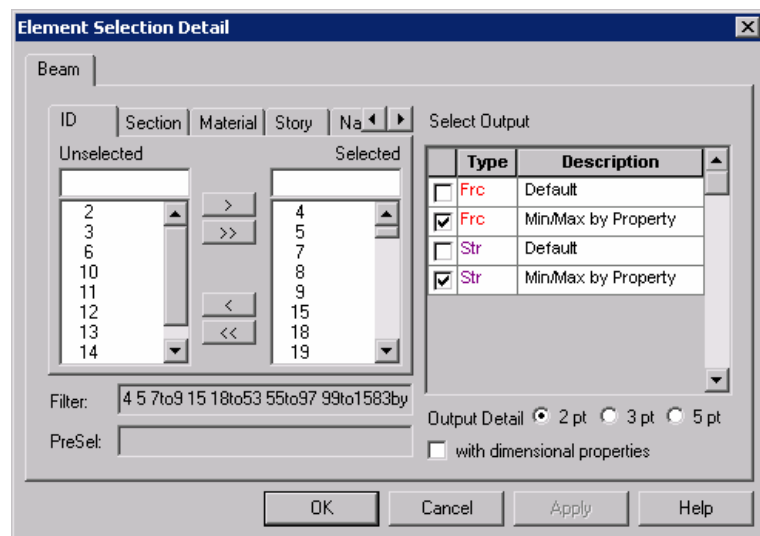 Element Selection Detail
Beam
ID Section Material Story Na
Unselected Selected
> >> < <<
2
3
6
10
11
12
13
14
4
5
7
8
9
15
18
19
Filter: 4 5 7to9 15 18to53 55to97 99to1583by
PreSel:
Select Output
Type Description
Frc Default
Frc Min/Max by Property
Str Default
Str Min/Max by Property
Output Detail 2 pt 3 pt 5 pt
with dimensional properties
OK Cancel Apply Help